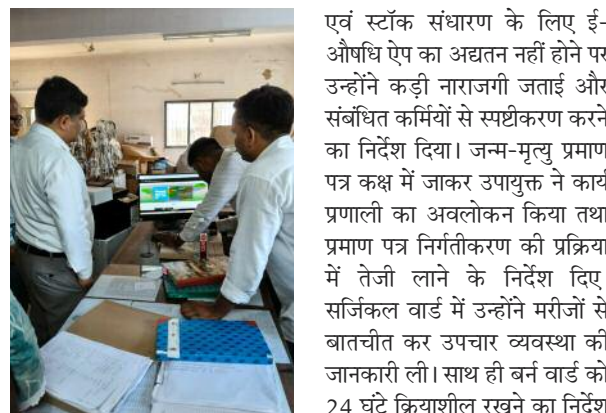 एवं स्टॉक संधारण के लिए ई-
औषधि ऐप का अद्यतन नहीं होने पर
उन्होंने कड़ी नाराजगी जताई और
संबंधित कर्मियों से स्पष्टीकरण करने
का निर्देश दिया। जन्म-मृत्यु प्रमाण
पत्र कक्ष में जाकर उपायुक्त ने कार्य
प्रणाली का अवलोकन किया तथा
प्रमाण पत्र निर्गतीकरण की प्रक्रिया
में तेजी लाने के निर्देश दिए
सर्जिकल वार्ड में उन्होंने मरीजों से
बातचीत कर उपचार व्यवस्था की
जानकारी ली। साथ ही बर्न वार्ड को
24 घंटे क्रियाशील रखने का निर्देश